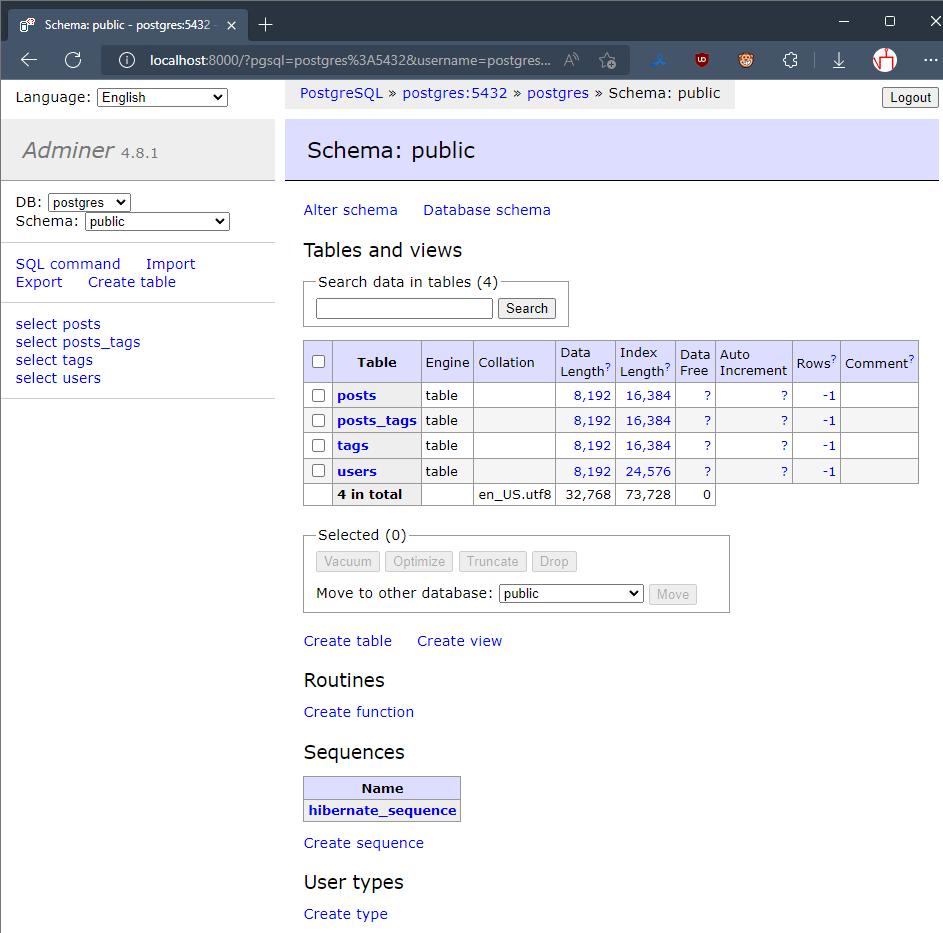 Schema: public - postgres:5432 -
localhost:8000/?pgsql=postgres%3A5432&username=postgres...
Language: English
PostgreSQL » postgres:5432 » postgres » Schema: public
Logout
Adminer 4.8.1
Schema: public
DB: postgres
Schema: public
SQL command Import
Export Create table
select posts
select posts_tags
select tags
select users
Alter schema Database schema
Tables and views
Search data in tables (4)
Search
Table Engine Collation Data Length? Index Length? Data Free Auto Increment Rows? Comment?
posts table 8,192 16,384 ? ? -1
posts_tags table 8,192 16,384 ? ? -1
tags table 8,192 16,384 ? ? -1
users table 8,192 24,576 ? ? -1
4 in total en_US.utf8 32,768 73,728 0
Selected (0)
Vacuum Optimize Truncate Drop
Move to other database: public Move
Create table Create view
Routines
Create function
Sequences
Name
hibernate_sequence
Create sequence
User types
Create type